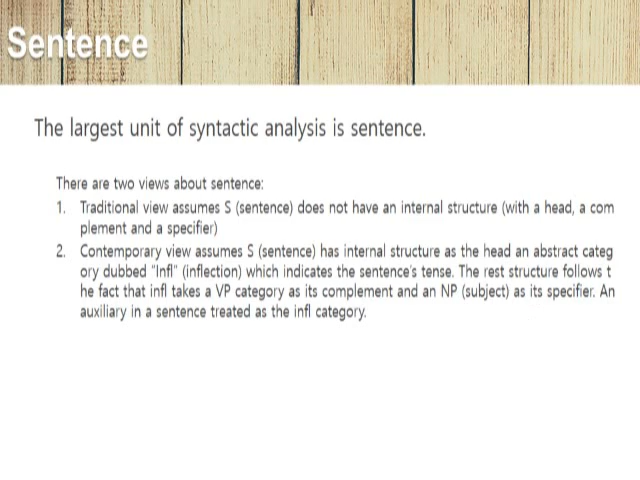 Sentence
The largest unit of syntactic analysis is sentence.
There are two views about sentence:
1. Traditional view assumes S (sentence) does not have an internal structure (with a head, a com
plement and a specifier)
2. Contemporary view assumes S (sentence) has internal structure as the head an abstract categ
ory dubbed "Infl" (inflection) which indicates the sentence's tense. The rest structure follows t
he fact that infl takes a VP category as its complement and an NP (subject) as its specifier. An
auxiliary in a sentence treated as the infl category.